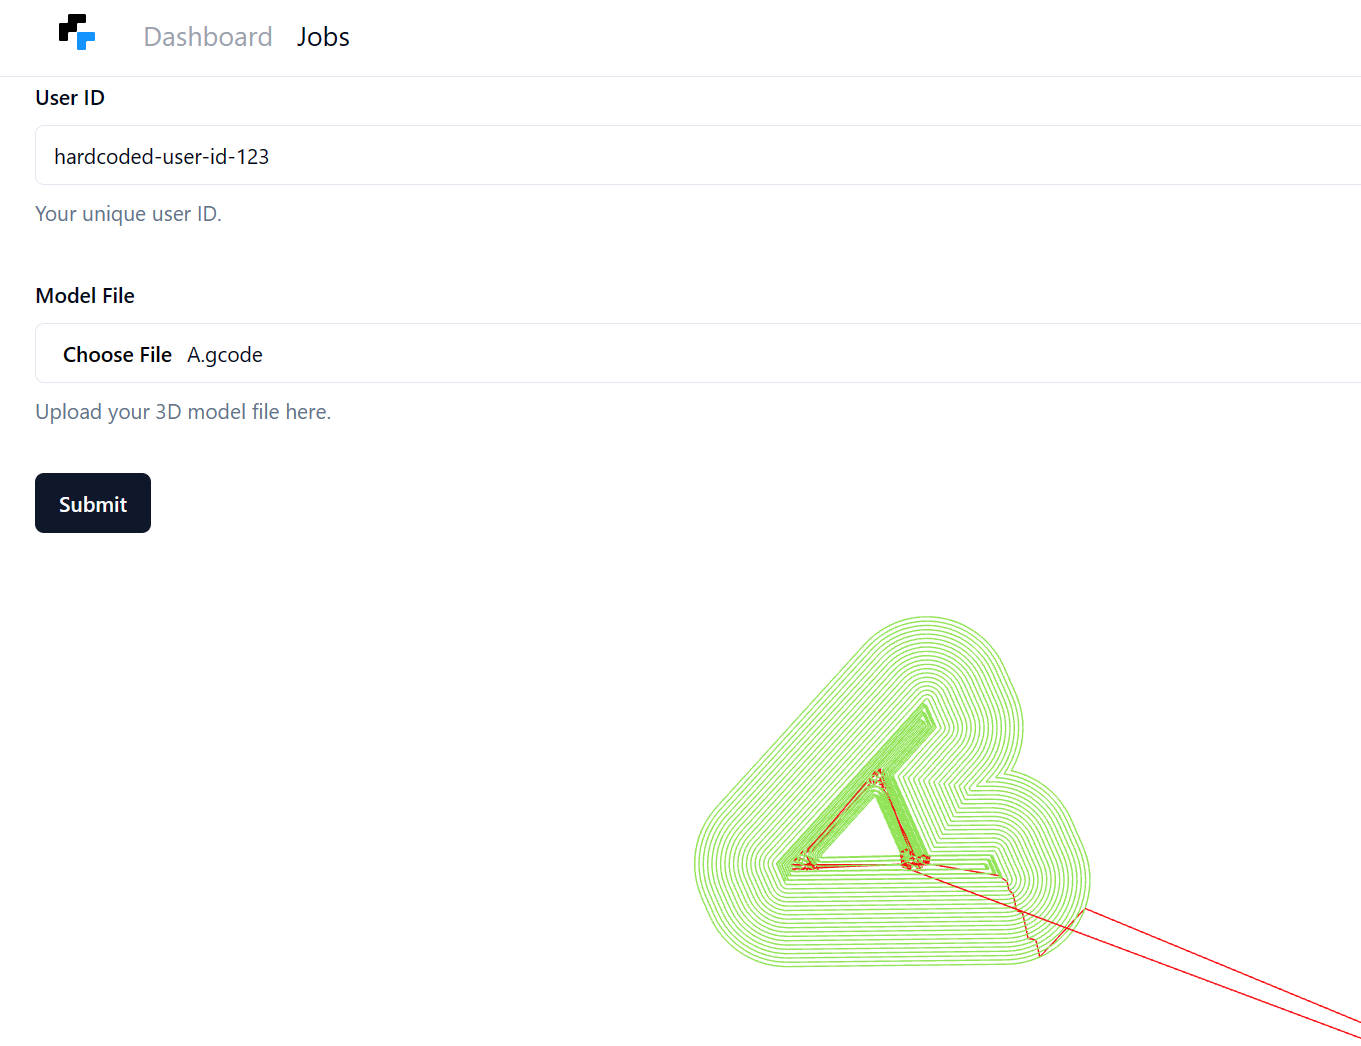 Dashboard Jobs
User ID
hardcoded-user-id-123
Your unique user ID.
Model File
Choose File A.gcode
Upload your 3D model file here.
Submit